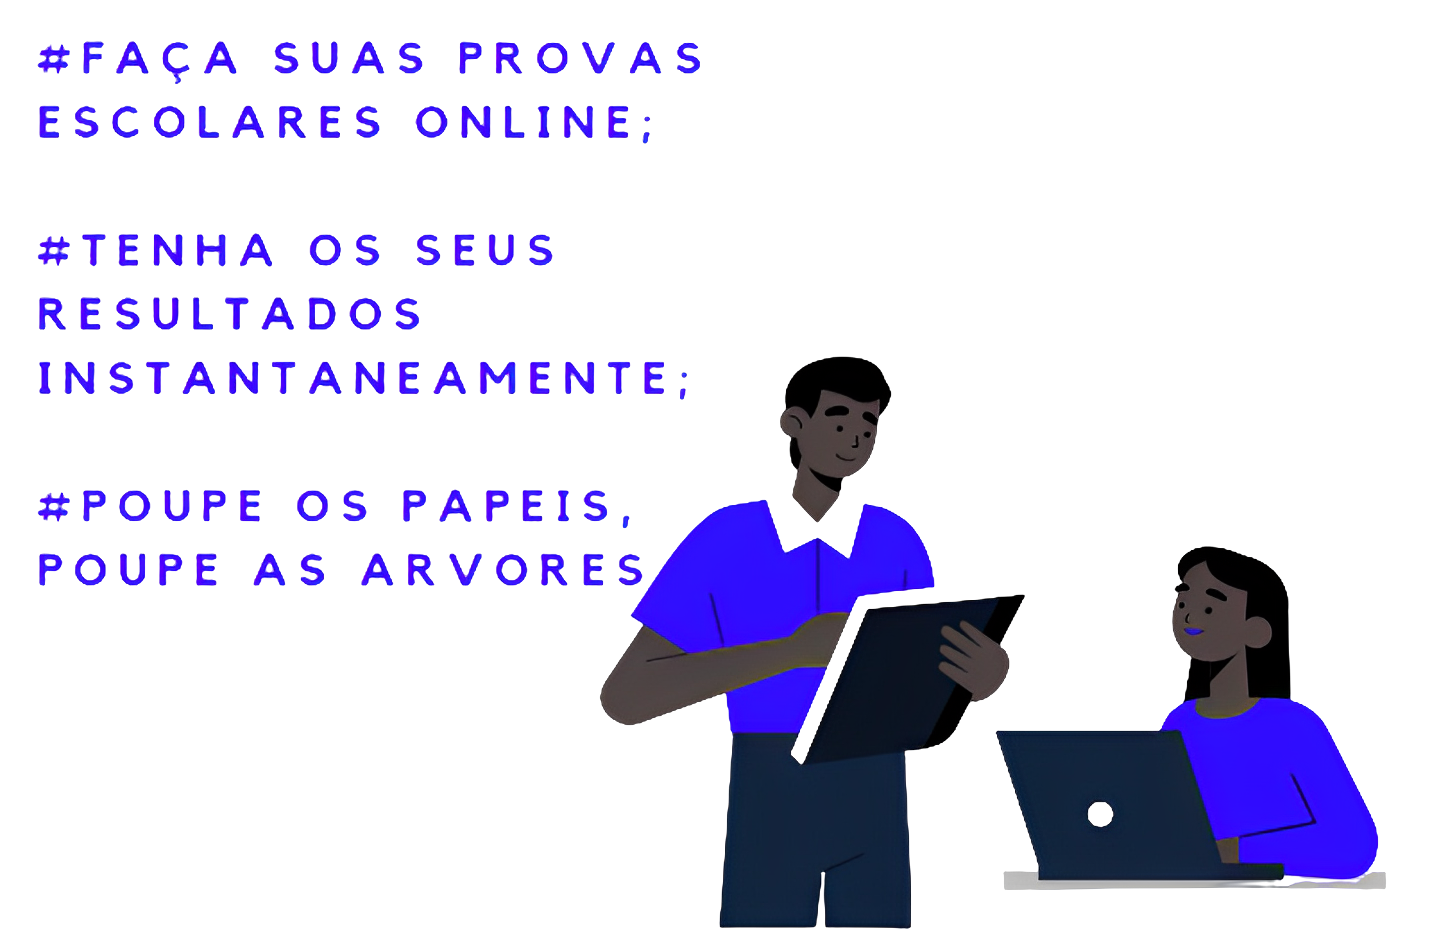 #FAÇA SUAS PROVAS
ESCOLARES ONLINE;
#TENHA OS SEUS
RESULTADOS
INSTANTANEAMENTE;
#POUPE OS PAPEIS,
POUPE AS ARVORES